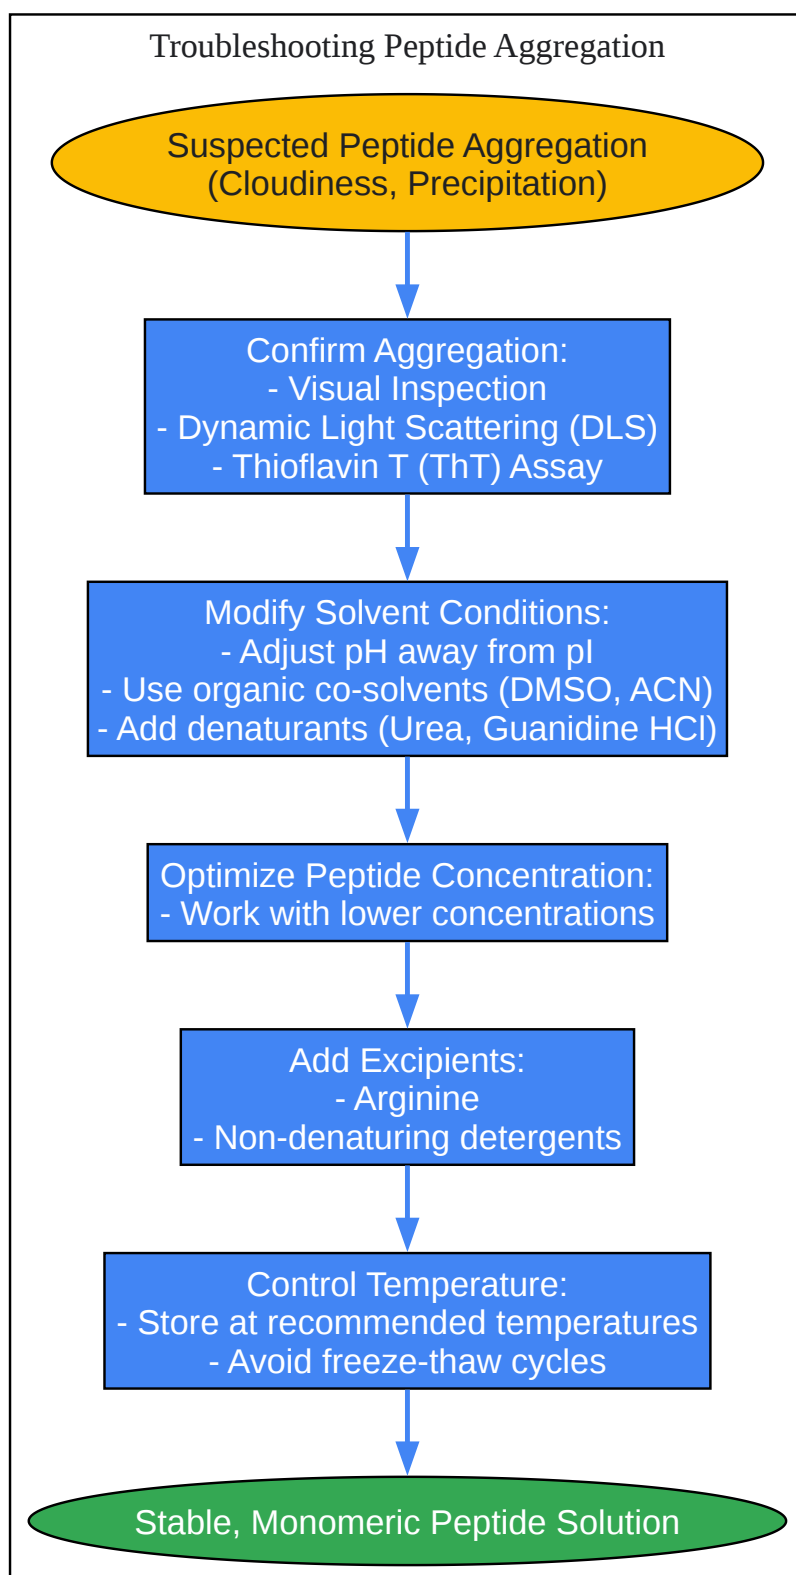 Troubleshooting Peptide Aggregation
Suspected Peptide Aggregation
(Cloudiness, Precipitation)
Confirm Aggregation:
- Visual Inspection
- Dynamic Light Scattering (DLS)
- Thioflavin T (ThT) Assay
Modify Solvent Conditions:
- Adjust pH away from pI
- Use organic co-solvents (DMSO, ACN)
- Add denaturants (Urea, Guanidine HCl)
Optimize Peptide Concentration:
- Work with lower concentrations
Add Excipients:
- Arginine
- Non-denaturing detergents
Control Temperature:
- Store at recommended temperatures
- Avoid freeze-thaw cycles
Stable, Monomeric Peptide Solution